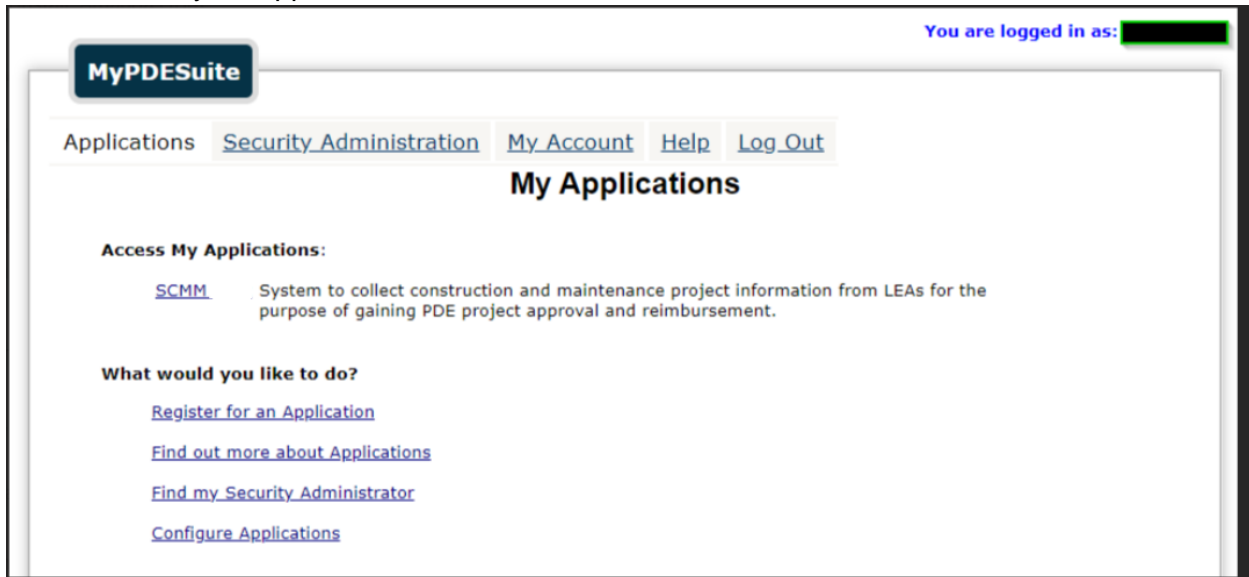 You are logged in as:
MyPDESuite
Applications Security Administration My Account Help Log Out
My Applications
Access My Applications:
SCMM System to collect construction and maintenance project information from LEAs for the
purpose of gaining PDE project approval and reimbursement.
What would you like to do?
Register for an Application
Find out more about Applications
Find my Security Administrator
Configure Applications